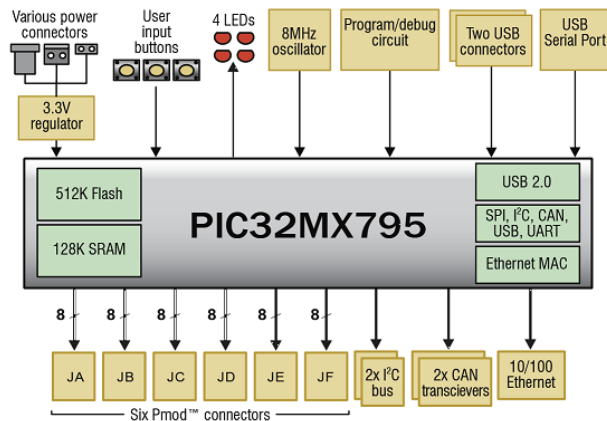 Various power
connectors
User
input
buttons
4 LEDs
8MHz
oscillator
Program/debug
circuit
Two USB
connectors
USB
Serial Port
3.3V
regulator
512K Flash
128K SRAM
PIC32MX795
USB 2.0
SPI, I²C, CAN,
USB, UART
Ethernet MAC
8
8
8
8
8
8
JA
JB
JC
JD
JE
JF
2x I²C
bus
2x CAN
transcievers
10/100
Ethernet
Six Pmod™ connectors